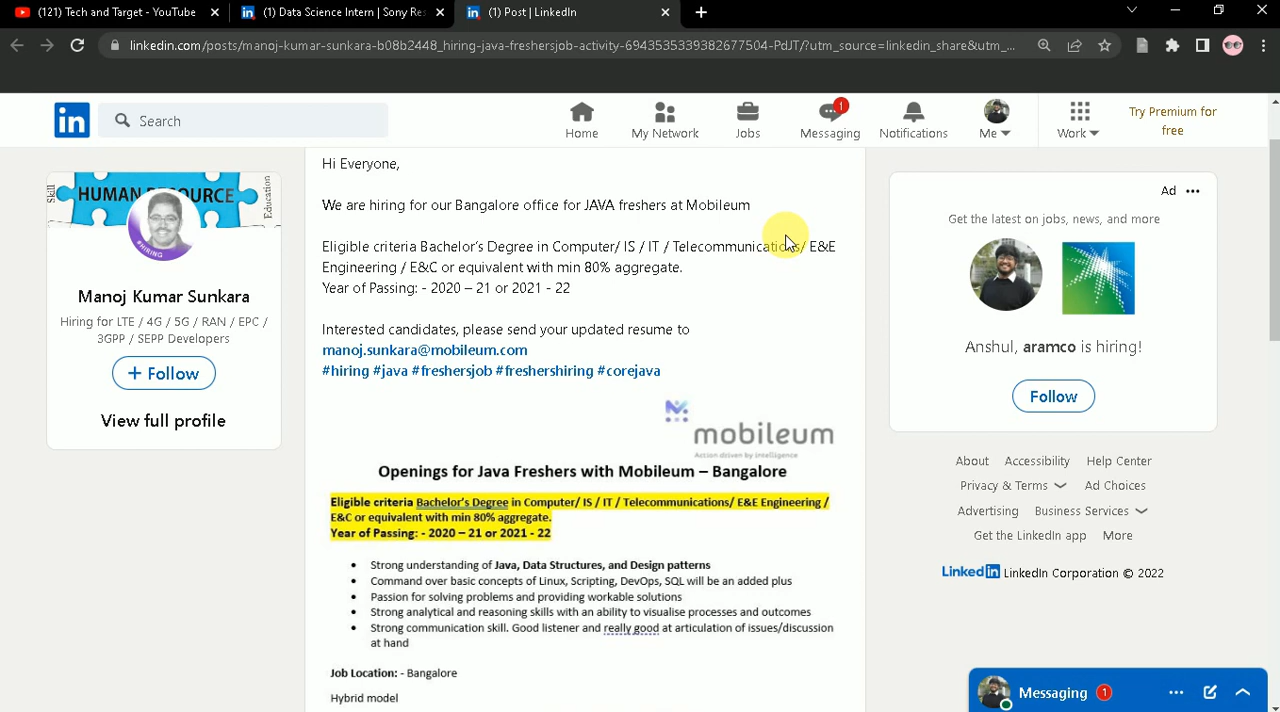 (121) Tech and Target - YouTube
(1) Data Science Intern | Sony Res
(1) Post | LinkedIn
linkedin.com/posts/manoj-kumar-sunkara-b08b2448_hiring-java-freshersjob-activity-6943535339382677504-PdJT/?utm_source=linkedin_share&utm_...
in
Search
Home
My Network
Jobs
1
Messaging
Notifications
Me
Work
Try Premium for
free
Skill
HUMAN RESOURCE
Education
#HIRING
Manoj Kumar Sunkara
Hiring for LTE / 4G / 5G / RAN / EPC /
3GPP / SEPP Developers
+ Follow
View full profile
Hi Everyone,
We are hiring for our Bangalore office for JAVA freshers at Mobileum
Eligible criteria Bachelor's Degree in Computer/ IS / IT / Telecommunications/ E&E
Engineering / E&C or equivalent with min 80% aggregate.
Year of Passing: - 2020 – 21 or 2021 - 22
Interested candidates, please send your updated resume to
manoj.sunkara@mobileum.com
#hiring #java #freshersjob #freshershiring #corejava
mobileum
Action driven by intelligence
Openings for Java Freshers with Mobileum – Bangalore
Eligible criteria Bachelor's Degree in Computer/ IS / IT / Telecommunications/ E&E Engineering /
E&C or equivalent with min 80% aggregate.
Year of Passing: - 2020 – 21 or 2021 - 22
• Strong understanding of Java, Data Structures, and Design patterns
• Command over basic concepts of Linux, Scripting, DevOps, SQL will be an added plus
• Passion for solving problems and providing workable solutions
• Strong analytical and reasoning skills with an ability to visualise processes and outcomes
• Strong communication skill. Good listener and really good at articulation of issues/discussion
at hand
Job Location: - Bangalore
Hybrid model
Ad
Get the latest on jobs, news, and more
Anshul, aramco is hiring!
Follow
About Accessibility Help Center
Privacy & Terms Ad Choices
Advertising Business Services
Get the LinkedIn app More
LinkedIn LinkedIn Corporation © 2022
Messaging 1